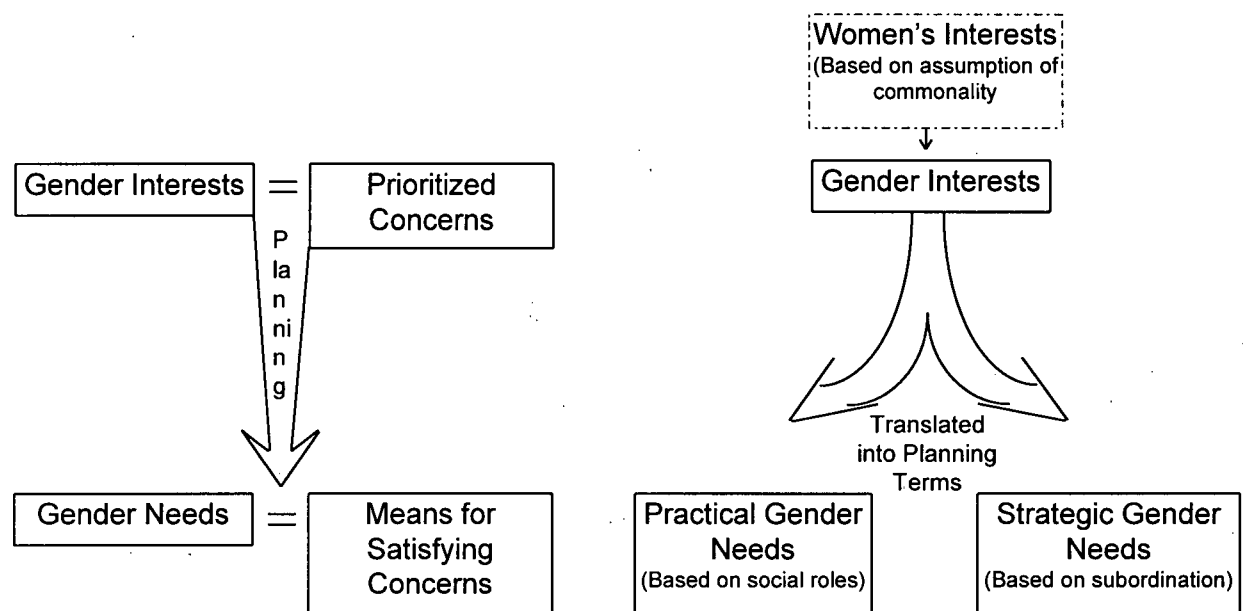 Gender Interests = Prioritized
Concerns
P
la
n
ni
n
g
Gender Needs = Means for
Satisfying
Concerns
Women's Interests
(Based on assumption of
commonality
Gender Interests
Translated
into Planning
Terms
Practical Gender
Needs
(Based on social roles)
Strategic Gender
Needs
(Based on subordination)